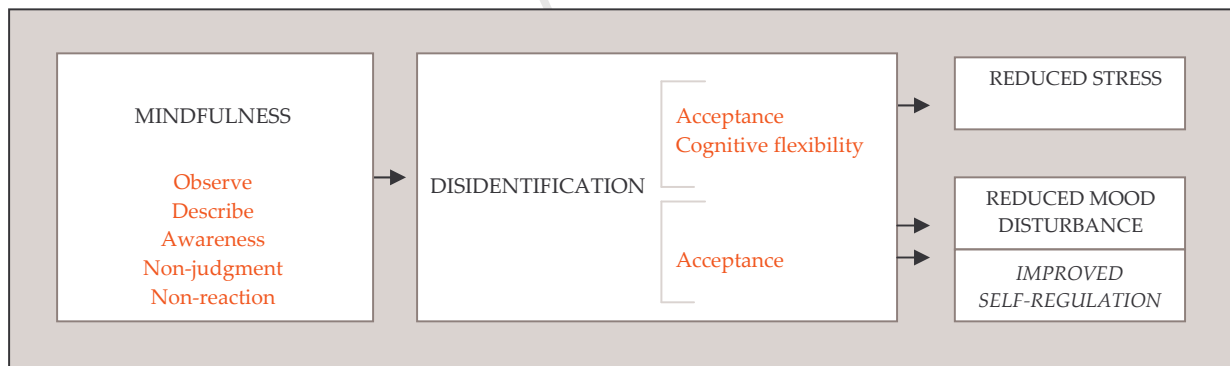 MINDFULNESS
Observe
Describe
Awareness
Non-judgment
Non-reaction
DISIDENTIFICATION
Acceptance
Cognitive flexibility
Acceptance
REDUCED STRESS
REDUCED MOOD
DISTURBANCE
IMPROVED
SELF-REGULATION